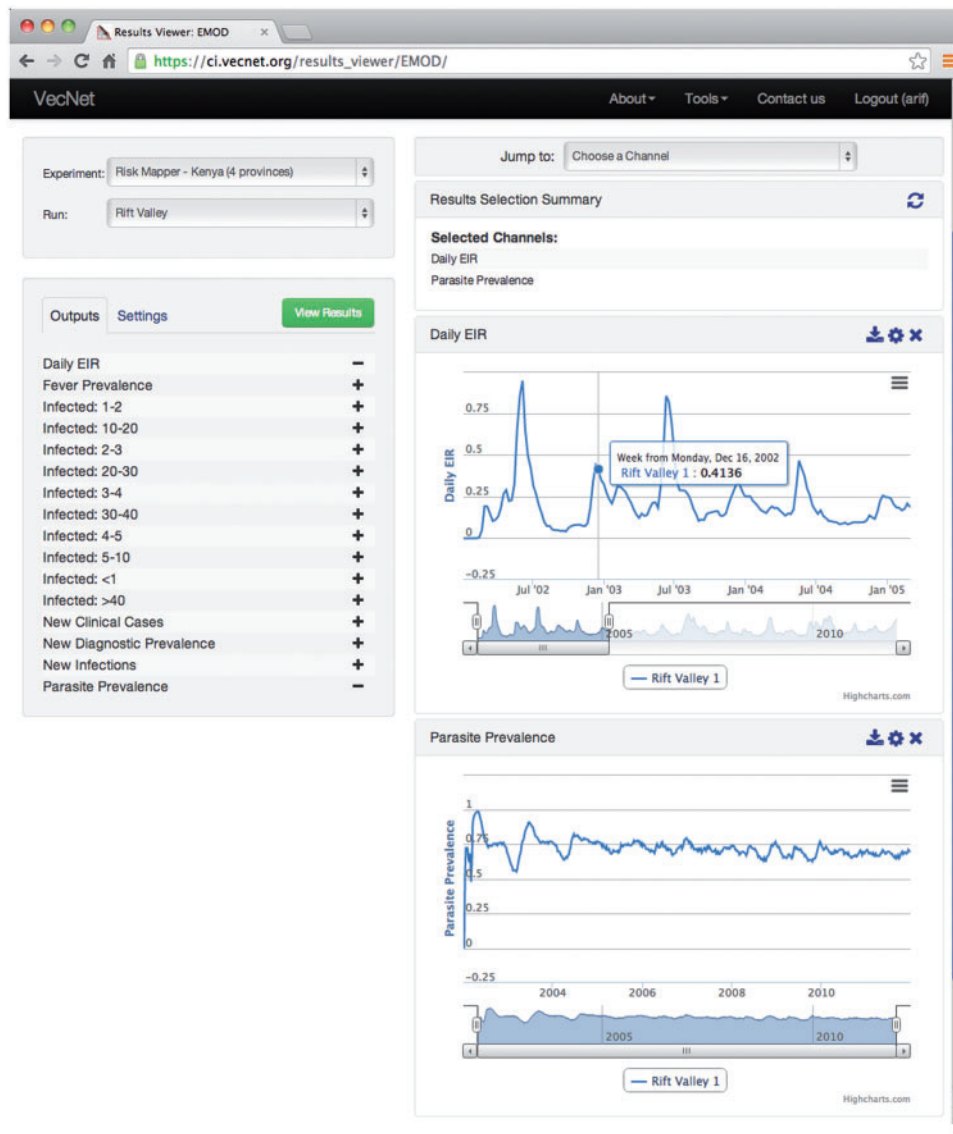 Results Viewer: EMOD
https://ci.vecnet.org/results_viewer/EMOD/
VecNet
About
Tools
Contact us
Logout (arif)
Experiment: Risk Mapper - Kenya (4 provinces)
Run: Rift Valley
Outputs
Settings
View Results
Daily EIR
Fever Prevalence
Infected: 1-2
Infected: 10-20
Infected: 2-3
Infected: 20-30
Infected: 3-4
Infected: 30-40
Infected: 4-5
Infected: 5-10
Infected: <1
Infected: >40
New Clinical Cases
New Diagnostic Prevalence
New Infections
Parasite Prevalence
Jump to: Choose a Channel
Results Selection Summary
Selected Channels:
Daily EIR
Parasite Prevalence
Daily EIR
Daily EIR
0.75
0.5
0.25
0
-0.25
Week from Monday, Dec 16, 2002
Rift Valley 1 : 0.4136
Jul '02
Jan '03
Jul '03
Jan '04
Jul '04
Jan '05
2005
2010
Rift Valley 1
Highcharts.com
Parasite Prevalence
Parasite Prevalence
1
0.75
0.5
0.25
0
-0.25
2004
2006
2008
2010
2005
2010
Rift Valley 1
Highcharts.com